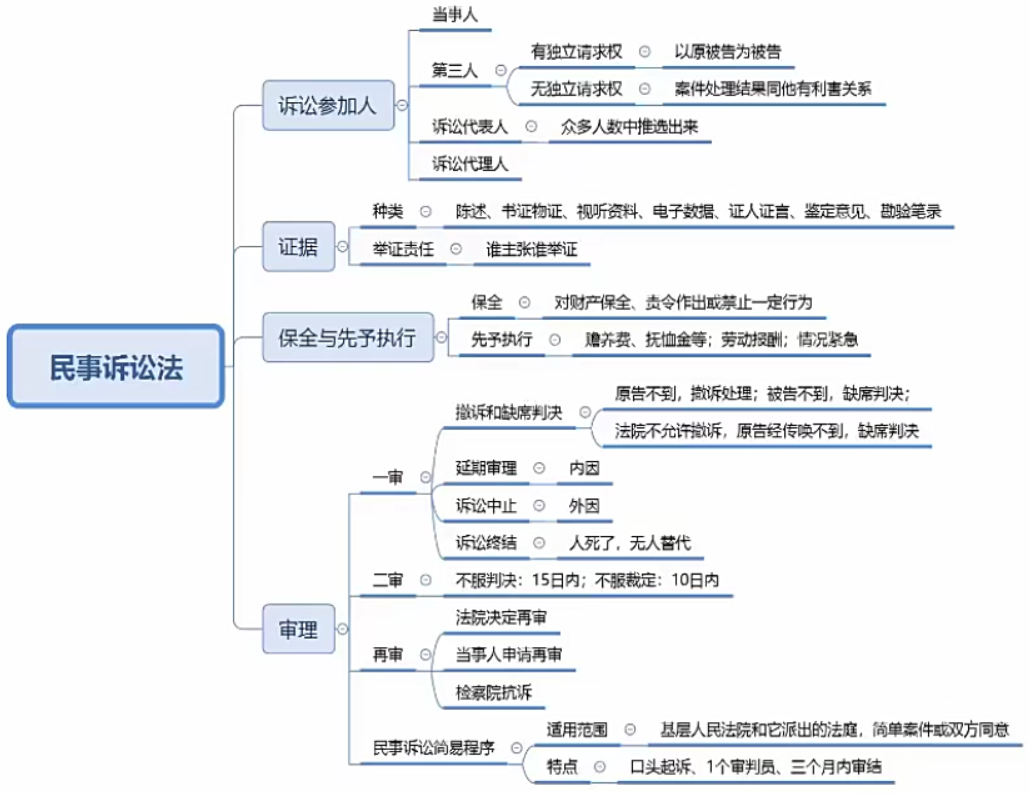 民事诉讼法
诉讼参加人
当事人
第三人
有独立请求权
以原被告为被告
无独立请求权
案件处理结果同他有利害关系
诉讼代表人
众多人数中推选出来
诉讼代理人
证据
种类
陈述、书证物证、视听资料、电子数据、证人证言、鉴定意见、勘验笔录
举证责任
谁主张谁举证
保全与先予执行
保全
对财产保全、责令作出或禁止一定行为
先予执行
赡养费、抚恤金等；劳动报酬；情况紧急
审理
一审
撤诉和缺席判决
原告不到，撤诉处理；被告不到，缺席判决；
法院不允许撤诉，原告经传唤不到，缺席判决
延期审理
内因
诉讼中止
外因
诉讼终结
人死了，无人替代
二审
不服判决：15日内；不服裁定：10日内
再审
法院决定再审
当事人申请再审
检察院抗诉
民事诉讼简易程序
适用范围
基层人民法院和它派出的法庭，简单案件或双方同意
特点
口头起诉、1个审判员、三个月内审结